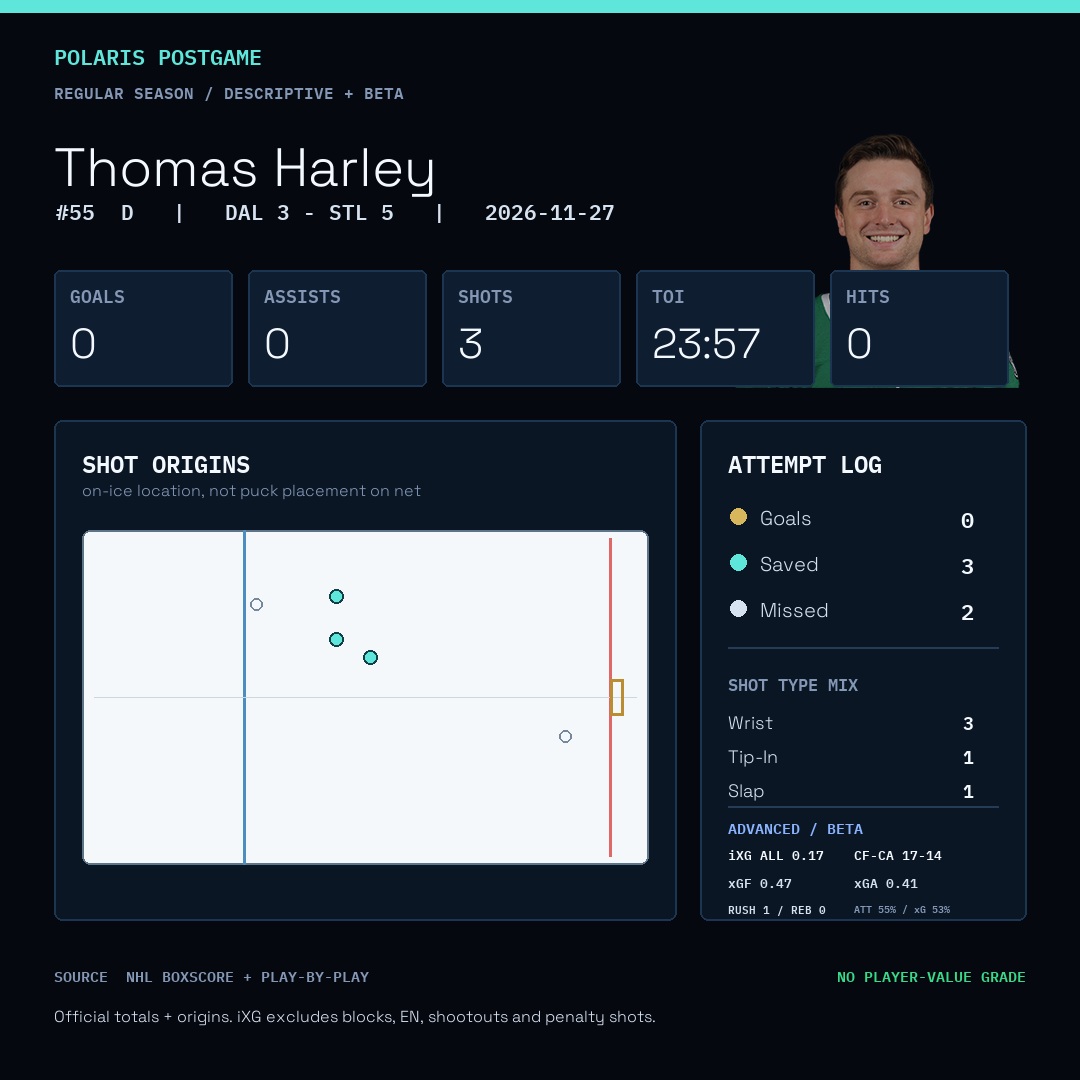 POLARIS POSTGAME
REGULAR SEASON / DESCRIPTIVE + BETA
Thomas Harley
#55 D | DAL 3 - STL 5 | 2026-11-27
GOALS
0
ASSISTS
0
SHOTS
3
TOI
23:57
HITS
0
SHOT ORIGINS
on-ice location, not puck placement on net
ATTEMPT LOG
Goals 0
Saved 3
Missed 2
SHOT TYPE MIX
Wrist 3
Tip-In 1
Slap 1
ADVANCED / BETA
iXG ALL 0.17 CF-CA 17-14
xGF 0.47 xGA 0.41
RUSH 1 / REB 0 ATT 55% / xG 53%
SOURCE NHL BOXSCORE + PLAY-BY-PLAY
NO PLAYER-VALUE GRADE
Official totals + origins. iXG excludes blocks, EN, shootouts and penalty shots.